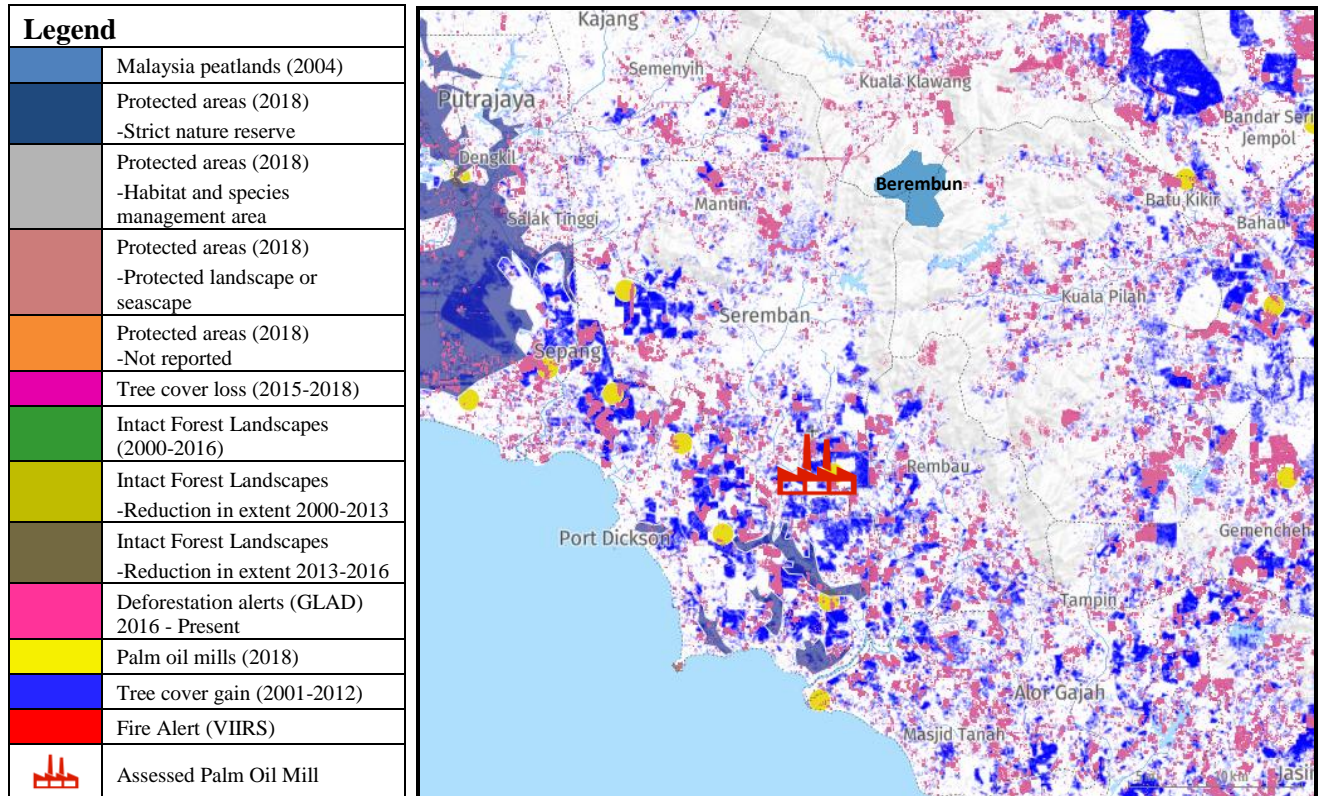 Legend
Malaysia peatlands (2004)
Protected areas (2018)
-Strict nature reserve
Protected areas (2018)
-Habitat and species
management area
Protected areas (2018)
-Protected landscape or
seascape
Protected areas (2018)
-Not reported
Tree cover loss (2015-2018)
Intact Forest Landscapes
(2000-2016)
Intact Forest Landscapes
-Reduction in extent 2000-2013
Intact Forest Landscapes
-Reduction in extent 2013-2016
Deforestation alerts (GLAD)
2016 - Present
Palm oil mills (2018)
Tree cover gain (2001-2012)
Fire Alert (VIIRS)
Assessed Palm Oil Mill
Kajang
Semenyih
Kuala Klawang
Putrajaya
Bandar Seri
Jempol
Dengkil
Berembun
Mantin
Batu Kikir
Salak Tinggi
Bahau
Kuala Pilah
Seremban
Sepang
Rembau
Port Dickson
Gemencheh
Tampin
Alor Gajah
Masjid Tanah
10 km
Jasin